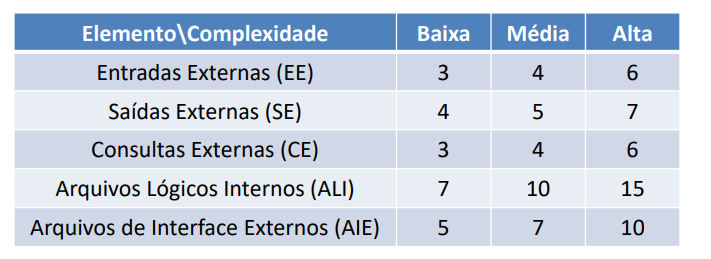 Elemento\Complexidade Baixa Média Alta
Entradas Externas (EE) 3 4 6
Saídas Externas (SE) 4 5 7
Consultas Externas (CE) 3 4 6
Arquivos Lógicos Internos (ALI) 7 10 15
Arquivos de Interface Externos (AIE) 5 7 10